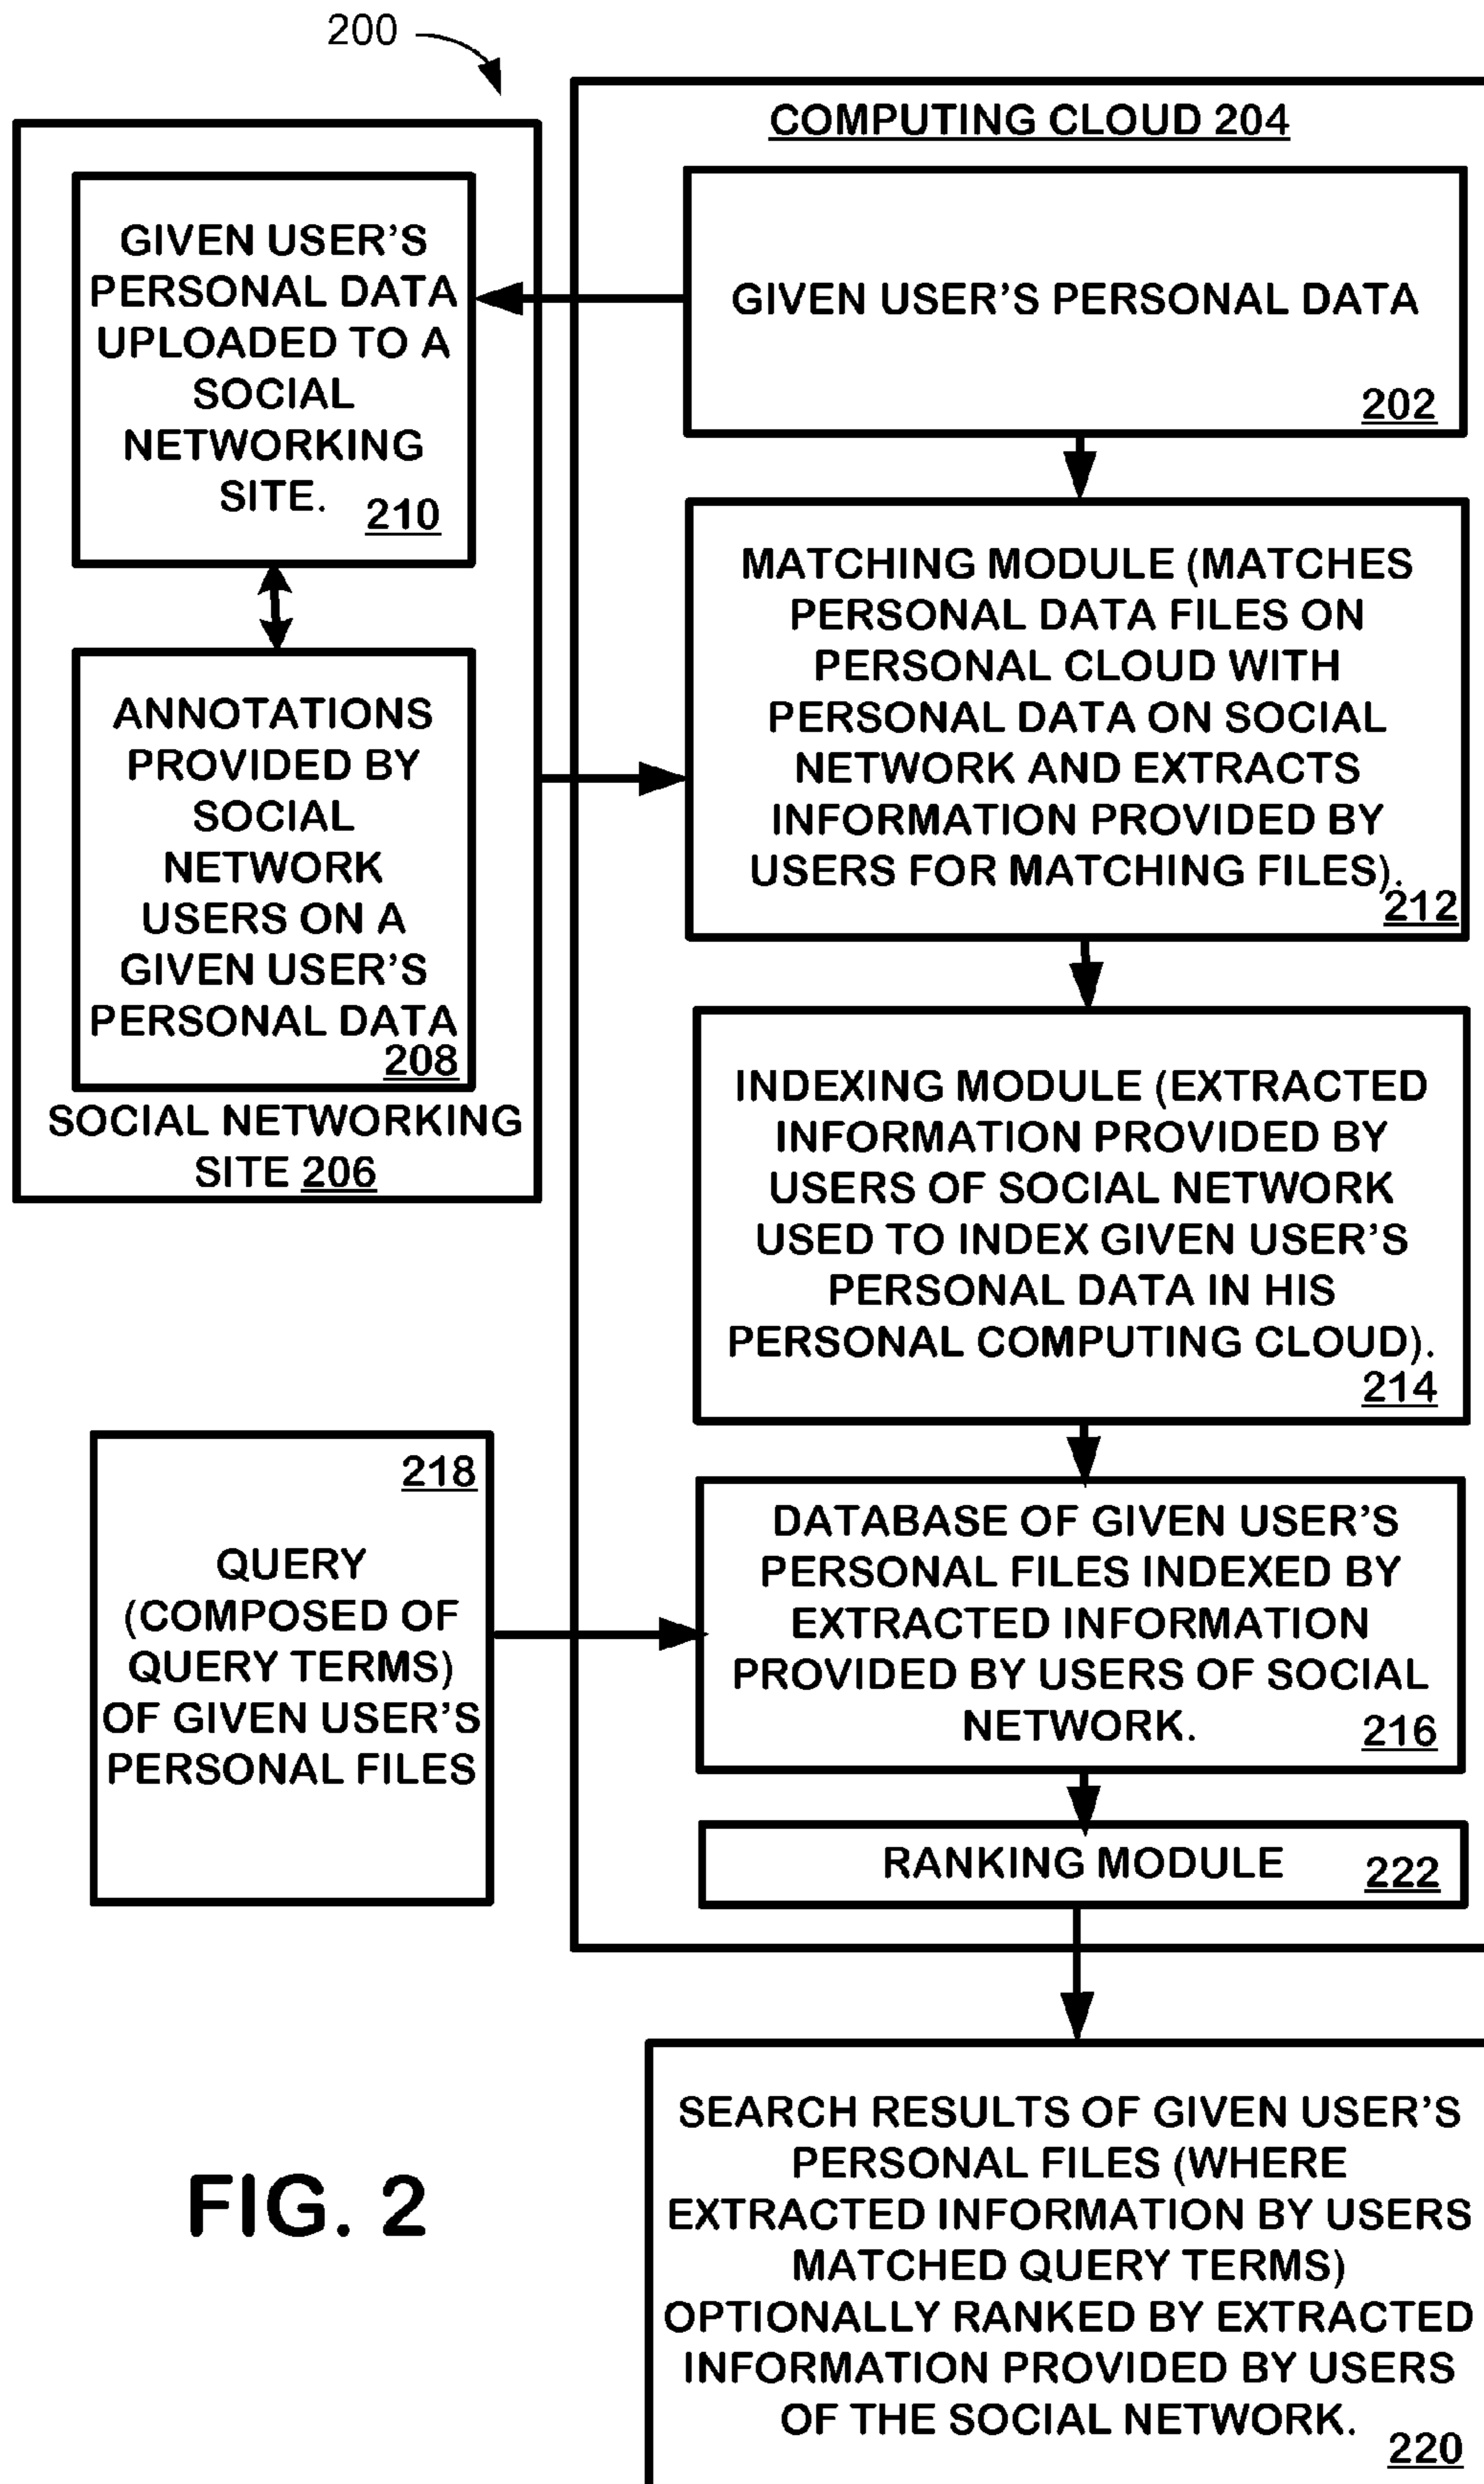 200
COMPUTING CLOUD 204
GIVEN USER'S
PERSONAL DATA
UPLOADED TO A
SOCIAL
NETWORKING
SITE.
210
GIVEN USER'S PERSONAL DATA
202
ANNOTATIONS
PROVIDED BY
SOCIAL
NETWORK
USERS ON A
GIVEN USER'S
PERSONAL DATA
208
SOCIAL NETWORKING
SITE 206
MATCHING MODULE (MATCHES
PERSONAL DATA FILES ON
PERSONAL CLOUD WITH
PERSONAL DATA ON SOCIAL
NETWORK AND EXTRACTS
INFORMATION PROVIDED BY
USERS FOR MATCHING FILES).
212
INDEXING MODULE (EXTRACTED
INFORMATION PROVIDED BY
USERS OF SOCIAL NETWORK
USED TO INDEX GIVEN USER'S
PERSONAL DATA IN HIS
PERSONAL COMPUTING CLOUD).
214
218
QUERY
(COMPOSED OF
QUERY TERMS)
OF GIVEN USER'S
PERSONAL FILES
DATABASE OF GIVEN USER'S
PERSONAL FILES INDEXED BY
EXTRACTED INFORMATION
PROVIDED BY USERS OF SOCIAL
NETWORK.
216
RANKING MODULE
222
SEARCH RESULTS OF GIVEN USER'S
PERSONAL FILES (WHERE
EXTRACTED INFORMATION BY USERS
MATCHED QUERY TERMS)
OPTIONALLY RANKED BY EXTRACTED
INFORMATION PROVIDED BY USERS
OF THE SOCIAL NETWORK.
220
FIG. 2